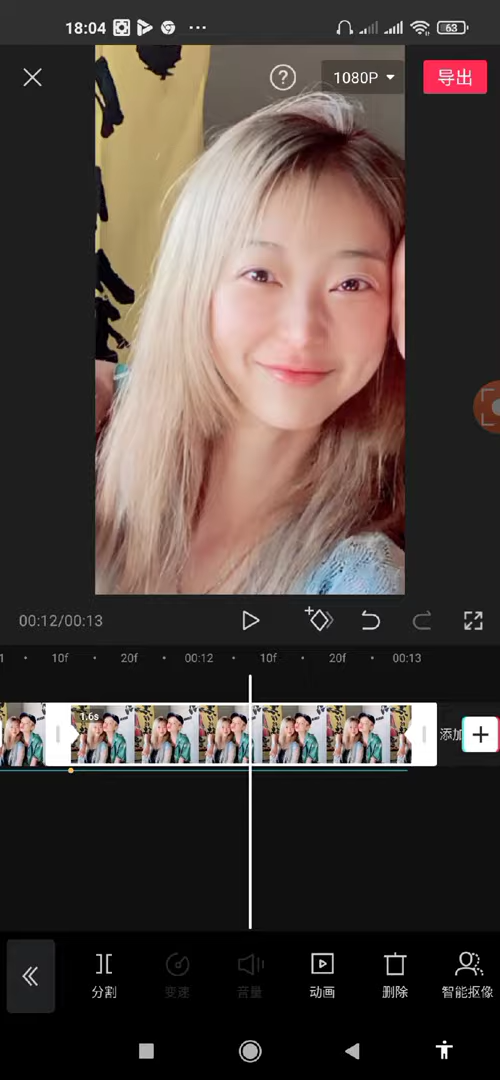 18:04
63
1080P
导出
00:12/00:13
1
10f
20f
00:12
10f
20f
00:13
1.6s
添加
分割
变速
音量
动画
删除
智能抠像